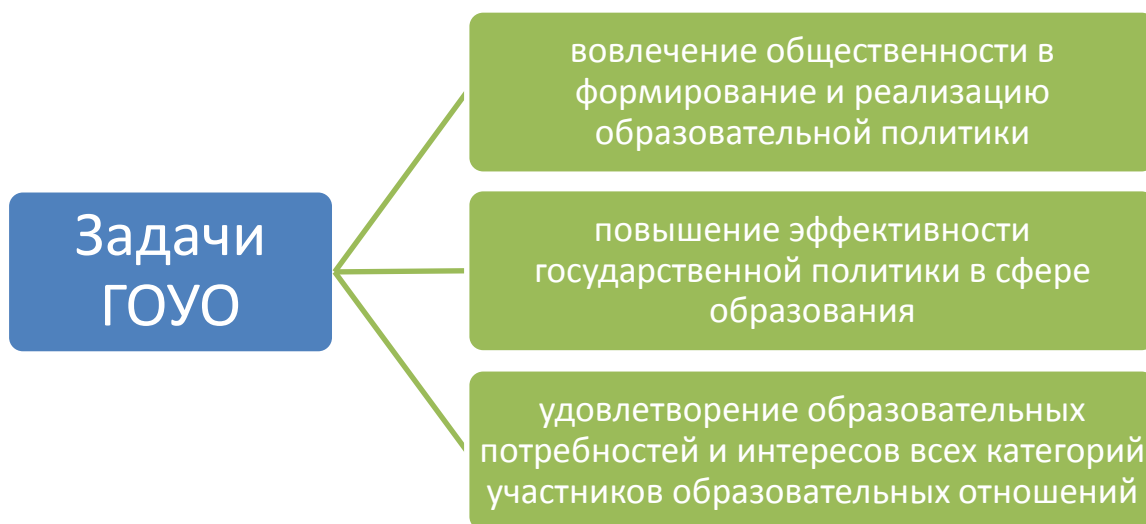 Задачи
ГОУО
вовлечение общественности в
формирование и реализацию
образовательной политики
повышение эффективности
государственной политики в сфере
образования
удовлетворение образовательных
потребностей и интересов всех категорий
участников образовательных отношений